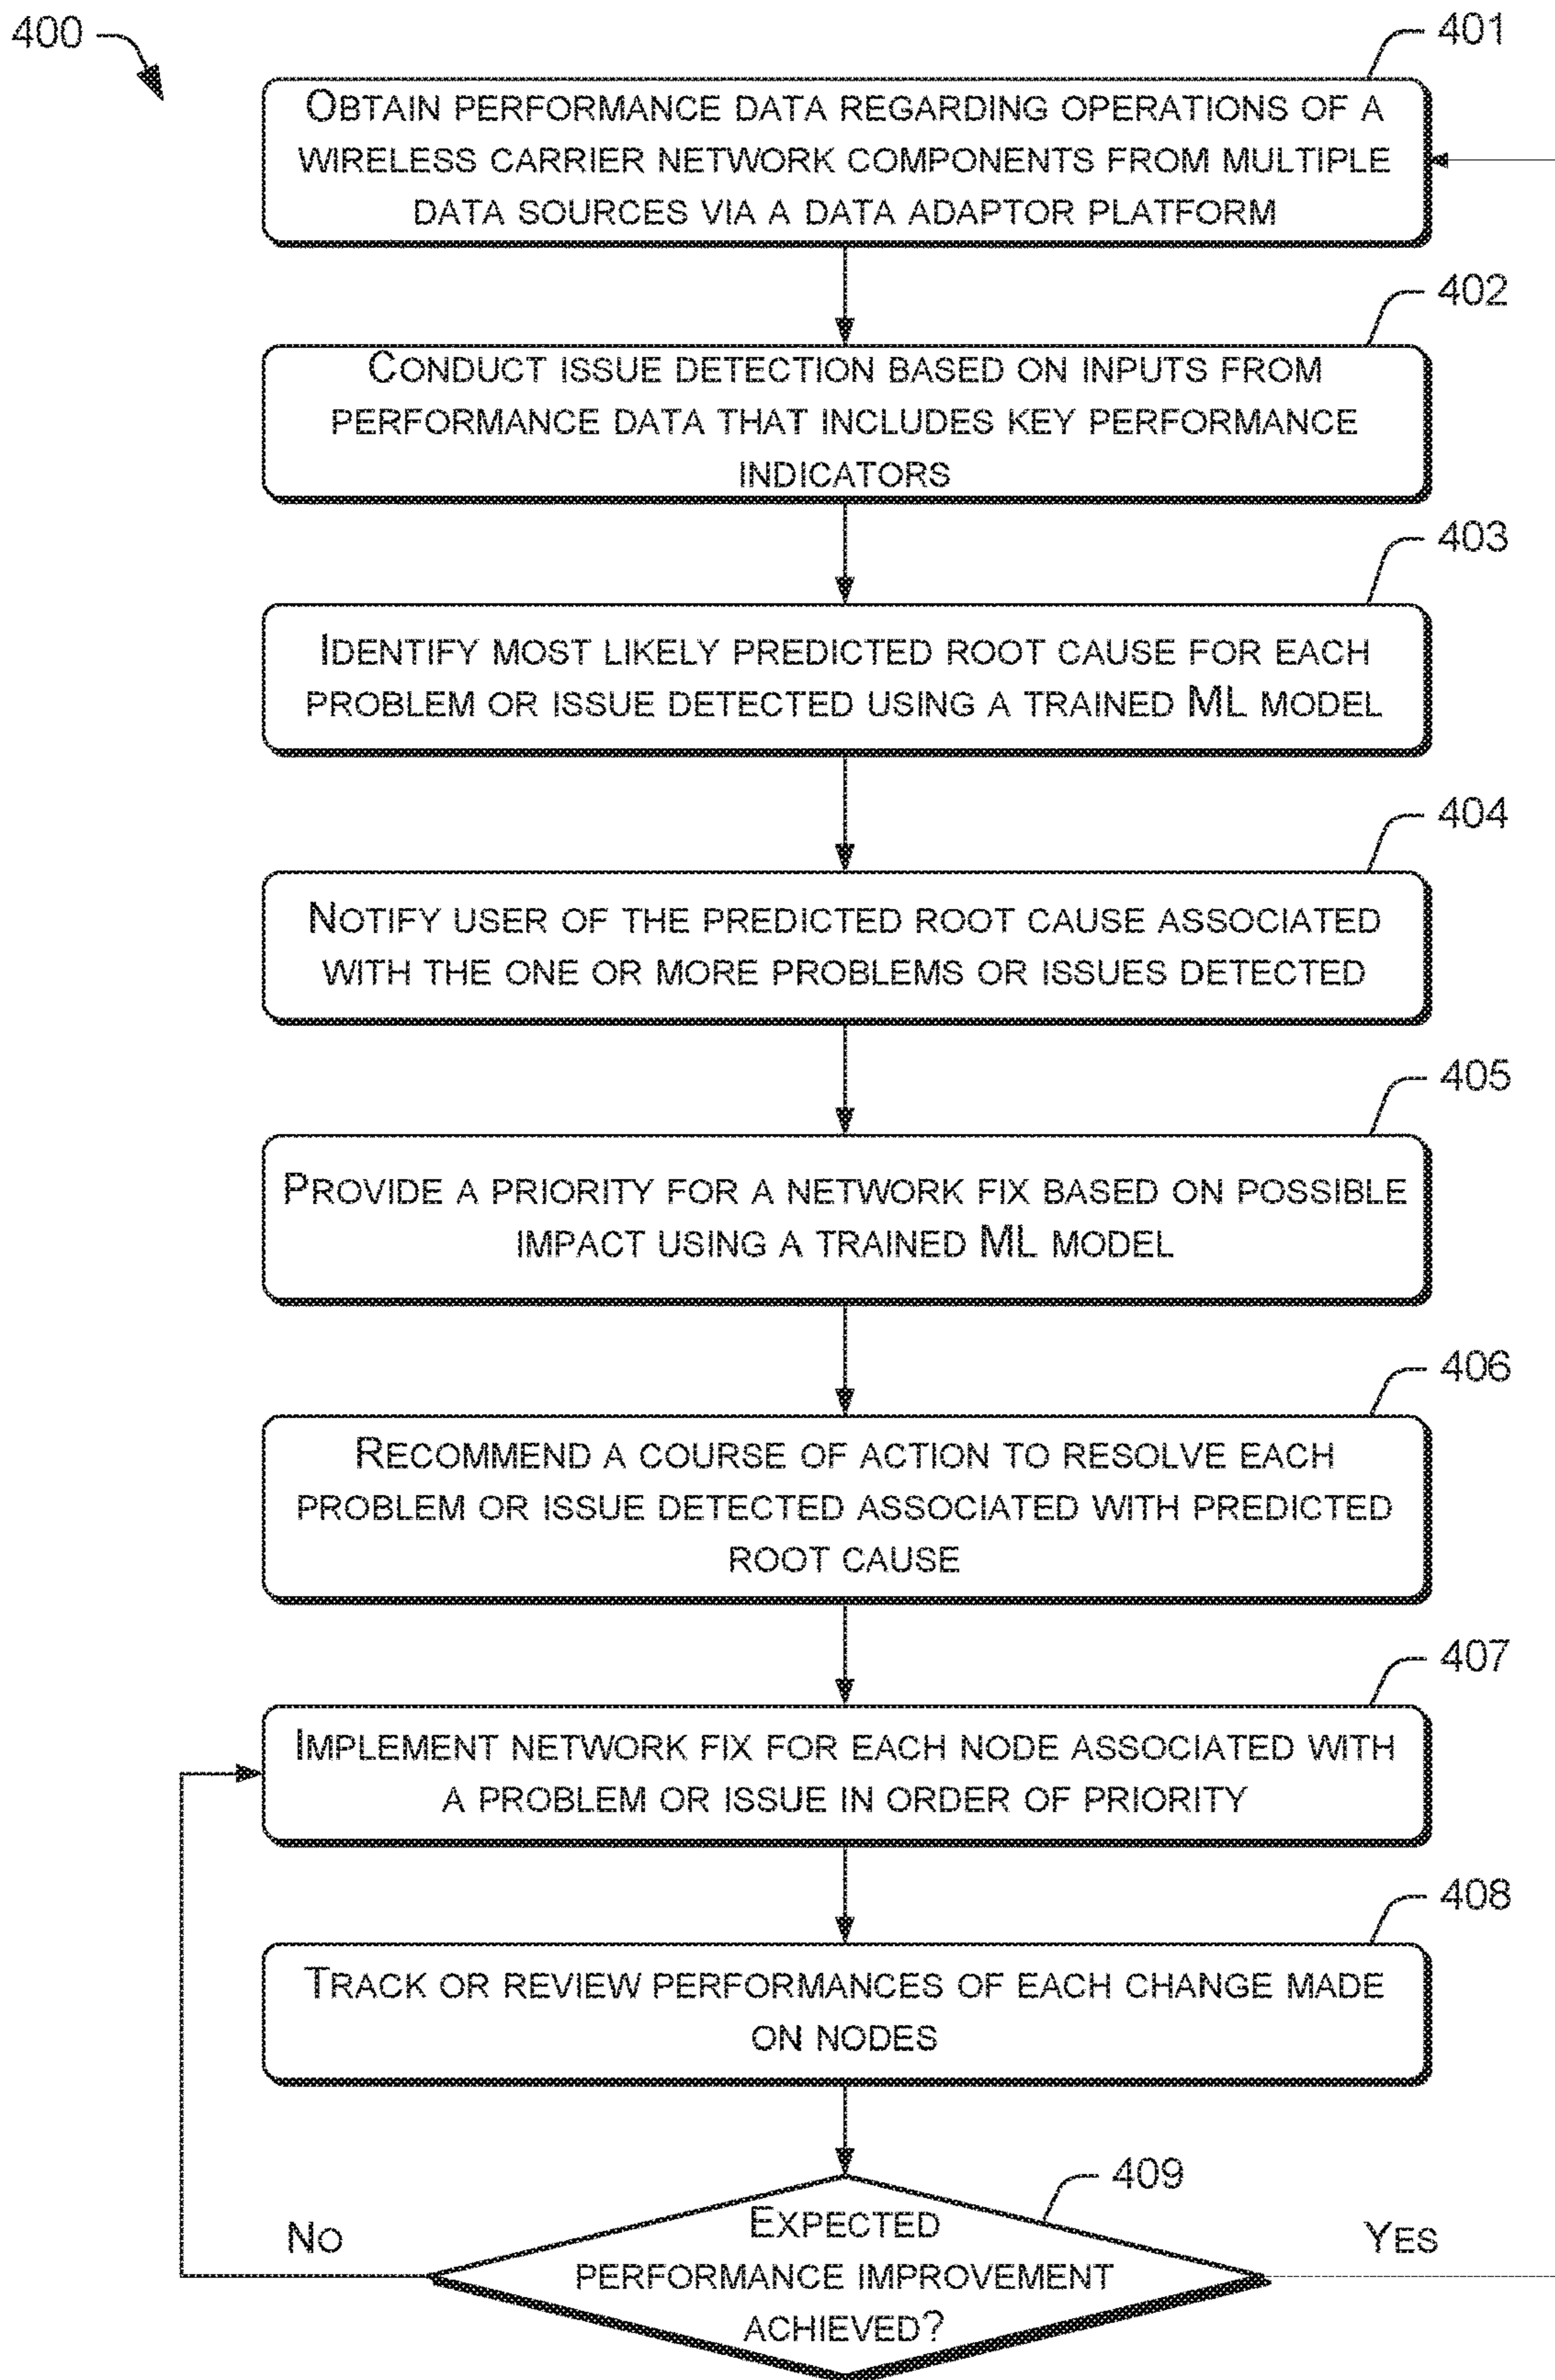 400
401
OBTAIN PERFORMANCE DATA REGARDING OPERATIONS OF A
WIRELESS CARRIER NETWORK COMPONENTS FROM MULTIPLE
DATA SOURCES VIA A DATA ADAPTOR PLATFORM
402
CONDUCT ISSUE DETECTION BASED ON INPUTS FROM
PERFORMANCE DATA THAT INCLUDES KEY PERFORMANCE
INDICATORS
403
IDENTIFY MOST LIKELY PREDICTED ROOT CAUSE FOR EACH
PROBLEM OR ISSUE DETECTED USING A TRAINED ML MODEL
404
NOTIFY USER OF THE PREDICTED ROOT CAUSE ASSOCIATED
WITH THE ONE OR MORE PROBLEMS OR ISSUES DETECTED
405
PROVIDE A PRIORITY FOR A NETWORK FIX BASED ON POSSIBLE
IMPACT USING A TRAINED ML MODEL
406
RECOMMEND A COURSE OF ACTION TO RESOLVE EACH
PROBLEM OR ISSUE DETECTED ASSOCIATED WITH PREDICTED
ROOT CAUSE
407
IMPLEMENT NETWORK FIX FOR EACH NODE ASSOCIATED WITH
A PROBLEM OR ISSUE IN ORDER OF PRIORITY
408
TRACK OR REVIEW PERFORMANCES OF EACH CHANGE MADE
ON NODES
409
EXPECTED
PERFORMANCE IMPROVEMENT
ACHIEVED?
NO
YES